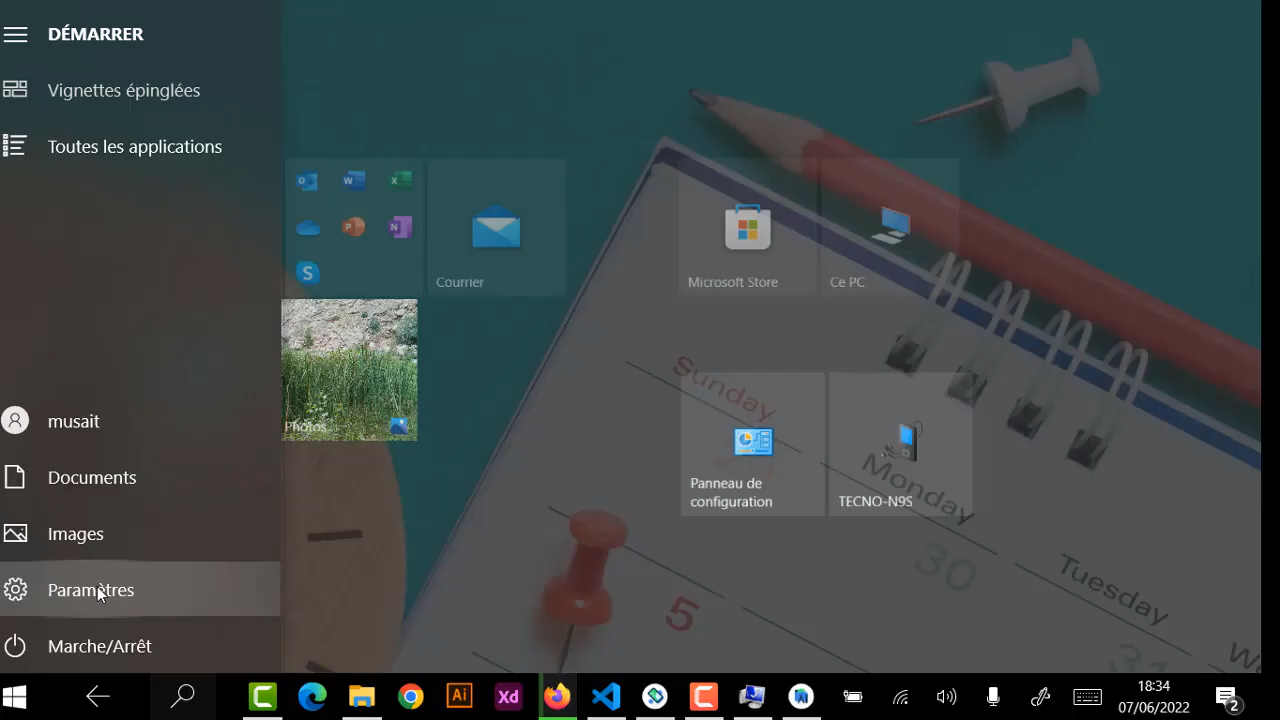 DÉMARRER
Vignettes épinglées
Toutes les applications
Courrier
Microsoft Store
Ce PC
Photos
Sunday
Monday
Tuesday
30
31
5
Panneau de
configuration
TECNO-N9S
musait
Documents
Images
Paramètres
Marche/Arrêt
Ai
Xd
18:34
07/06/2022
2